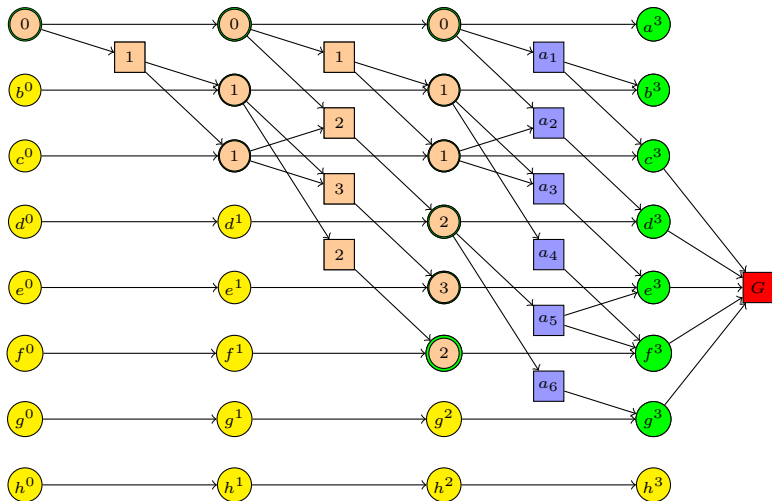 0 0 0 a³
1 1 a₁
b⁰ 1 1 b³
2 a₂
c⁰ 1 1 c³
3 a₃
d⁰ d¹ 2 d³
2 a₄
e⁰ e¹ 3 e³ G
a₅
f⁰ f¹ 2 f³
a₆
g⁰ g¹ g² g³
h⁰ h¹ h² h³